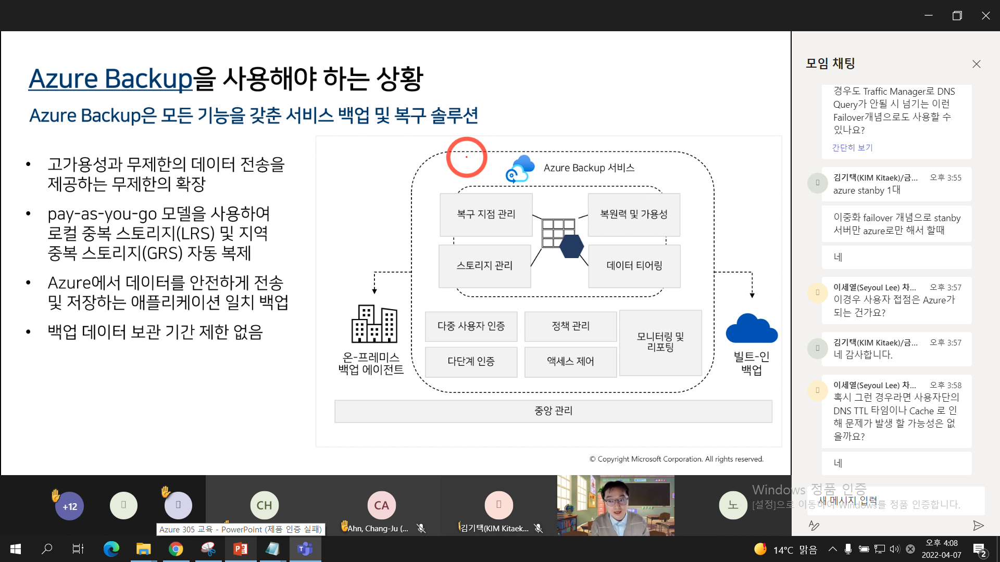 Azure Backup을 사용해야 하는 상황
Azure Backup은 모든 기능을 갖춘 서비스 백업 및 복구 솔루션
• 고가용성과 무제한의 데이터 전송을
제공하는 무제한의 확장
• pay-as-you-go 모델을 사용하여
로컬 중복 스토리지(LRS) 및 지역
중복 스토리지(GRS) 자동 복제
• Azure에서 데이터를 안전하게 전송
및 저장하는 애플리케이션 일치 백업
• 백업 데이터 보관 기간 제한 없음
Azure Backup 서비스
복구 지점 관리
복원력 및 가용성
스토리지 관리
데이터 티어링
다중 사용자 인증
정책 관리
모니터링 및
리포팅
다단계 인증
액세스 제어
온-프레미스
백업 에이전트
빌트-인
백업
중앙 관리
© Copyright Microsoft Corporation. All rights reserved.
모임 채팅
경우도 Traffic Manager로 DNS
Query가 안될 시 넘기는 이런
Failover개념으로도 사용할 수
있나요?
간단히 보기
김기택(KIM Kitaek)/금... 오후 3:55
azure stanby 1대
이중화 failover 개념으로 stanby
서버만 azure로만 해서 할때
네
이세열(Seyoul Lee) 차... 오후 3:57
이경우 사용자 접점은 Azure가
되는 건가요?
김기택(KIM Kitaek)/금... 오후 3:57
네 감사합니다.
이세열(Seyoul Lee) 차... 오후 3:58
혹시 그런 경우라면 사용자단의
DNS TTL 타임이나 Cache 로 인
해 문제가 발생 할 가능성은 없
을까요?
네
Windows 정품 인증
[설정]으로 이동하여 Windows를 정품 인증합니다.
새 메시지 입력
+12
CH
CA
노
Ahn, Chang-Ju (...
김기택(KIM Kitaek...
Azure 305 교육 - PowerPoint (제품 인증 실패)
14°C 맑음
오후 4:08
2022-04-07
2